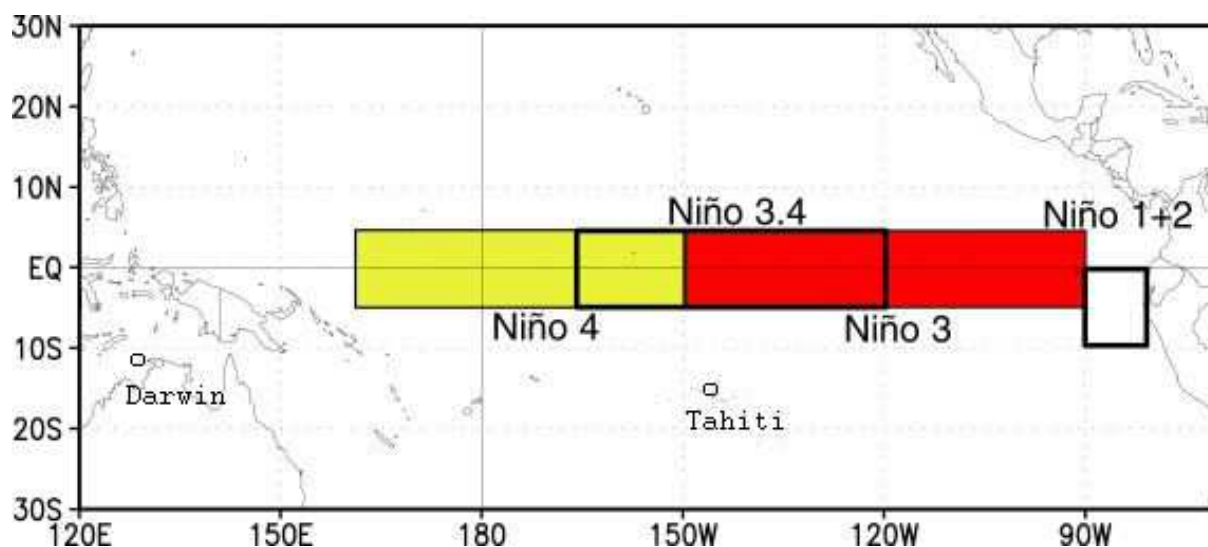 30N
20N
10N
Niño 3.4
Niño 1+2
EQ
Niño 4
Niño 3
10S
Darwin
Tahiti
20S
30S
120E 150E 180 150W 120W 90W